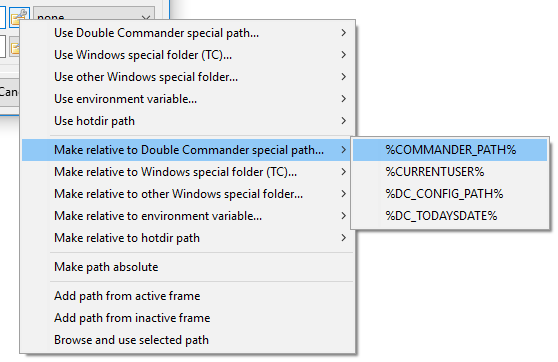 none
Canc
Use Double Commander special path...
Use Windows special folder (TC)...
Use other Windows special folder...
Use environment variable...
Use hotdir path
Make relative to Double Commander special path...
%COMMANDER_PATH%
Make relative to Windows special folder (TC)...
%CURRENTUSER%
Make relative to other Windows special folder...
%DC_CONFIG_PATH%
Make relative to environment variable...
%DC_TODAYSDATE%
Make relative to hotdir path
Make path absolute
Add path from active frame
Add path from inactive frame
Browse and use selected path